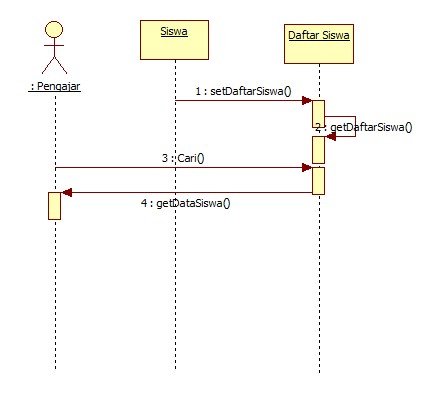 Siswa
Daftar Siswa
: Pengajar
1 : setDaftarSiswa()
2 : getDaftarSiswa()
3 : Cari()
4 : getDataSiswa()